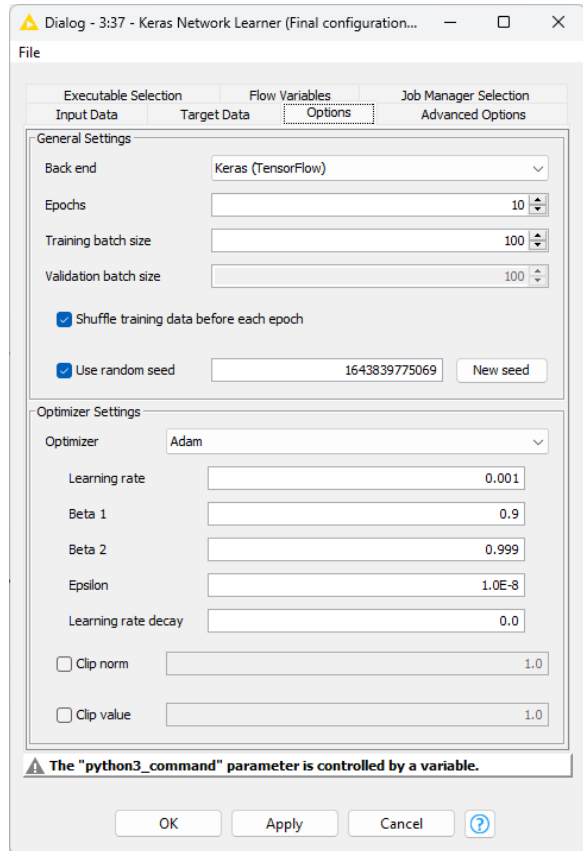 Dialog - 3:37 - Keras Network Learner (Final configuration...
File
Executable Selection Flow Variables Job Manager Selection
Input Data Target Data Options Advanced Options
General Settings
Back end Keras (TensorFlow)
Epochs 10
Training batch size 100
Validation batch size 100
Shuffle training data before each epoch
Use random seed 1643839775069 New seed
Optimizer Settings
Optimizer Adam
Learning rate 0.001
Beta 1 0.9
Beta 2 0.999
Epsilon 1.0E-8
Learning rate decay 0.0
Clip norm 1.0
Clip value 1.0
The "python3_command" parameter is controlled by a variable.
OK Apply Cancel ?